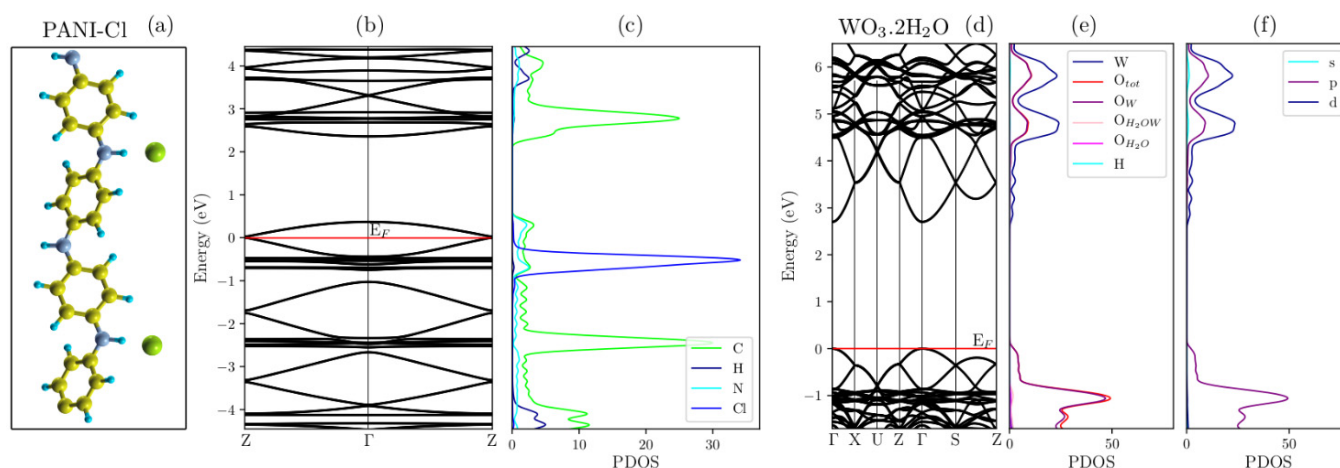 PANI-Cl
(a)
(b)
(c)
WO₃.2H₂O
(d)
(e)
(f)
Energy (eV)
4
3
2
1
0
−1
−2
−3
−4
E_F
Z
Γ
Z
C
H
N
Cl
0
10
20
30
PDOS
Energy (eV)
6
5
4
3
2
1
0
−1
E_F
Γ X U Z Γ S Z
W
O_tot
O_W
O_H₂OW
O_H₂O
H
0
50
PDOS
s
p
d
0
50
PDOS